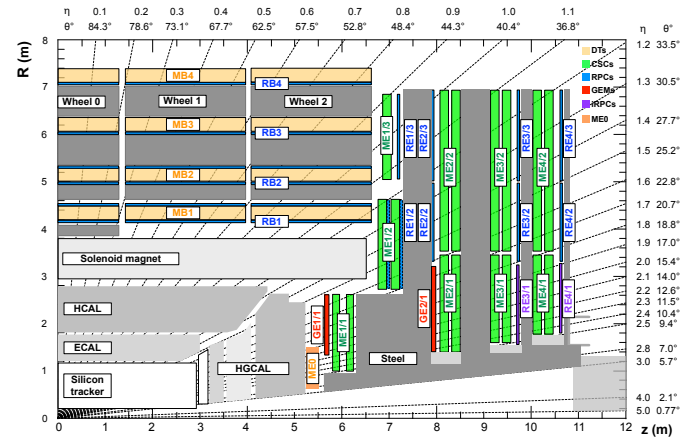 η 0.1 0.2 0.3 0.4 0.5 0.6 0.7 0.8 0.9 1.0 1.1 η θ°
θ° 84.3° 78.6° 73.1° 67.7° 62.5° 57.5° 52.8° 48.4° 44.3° 40.4° 36.8°
R (m)
8
7
6
5
4
3
2
1
0
1.2 33.5°
1.3 30.5°
1.4 27.7°
1.5 25.2°
1.6 22.8°
1.7 20.7°
1.8 18.8°
1.9 17.0°
2.0 15.4°
2.1 14.0°
2.2 12.6°
2.3 11.5°
2.4 10.4°
2.5 9.4°
2.8 7.0°
3.0 5.7°
4.0 2.1°
5.0 0.77°
DTs
CSCs
RPCs
GEMs
iRPCs
ME0
MB4
RB4
Wheel 0 Wheel 1 Wheel 2
MB3
RB3
MB2
RB2
MB1
RB1
Solenoid magnet
HCAL
ECAL
Silicon
tracker
HGCAL
Steel
ME0
GE1/1
ME1/1
ME1/2
ME1/3
RE1/3
RE2/3
RE1/2
RE2/2
GE2/1
ME2/1
ME2/2
ME3/2
ME3/1
RE3/3
RE3/2
RE3/1
ME4/2
ME4/1
RE4/3
RE4/2
RE4/1
0 1 2 3 4 5 6 7 8 9 10 11 12
z (m)